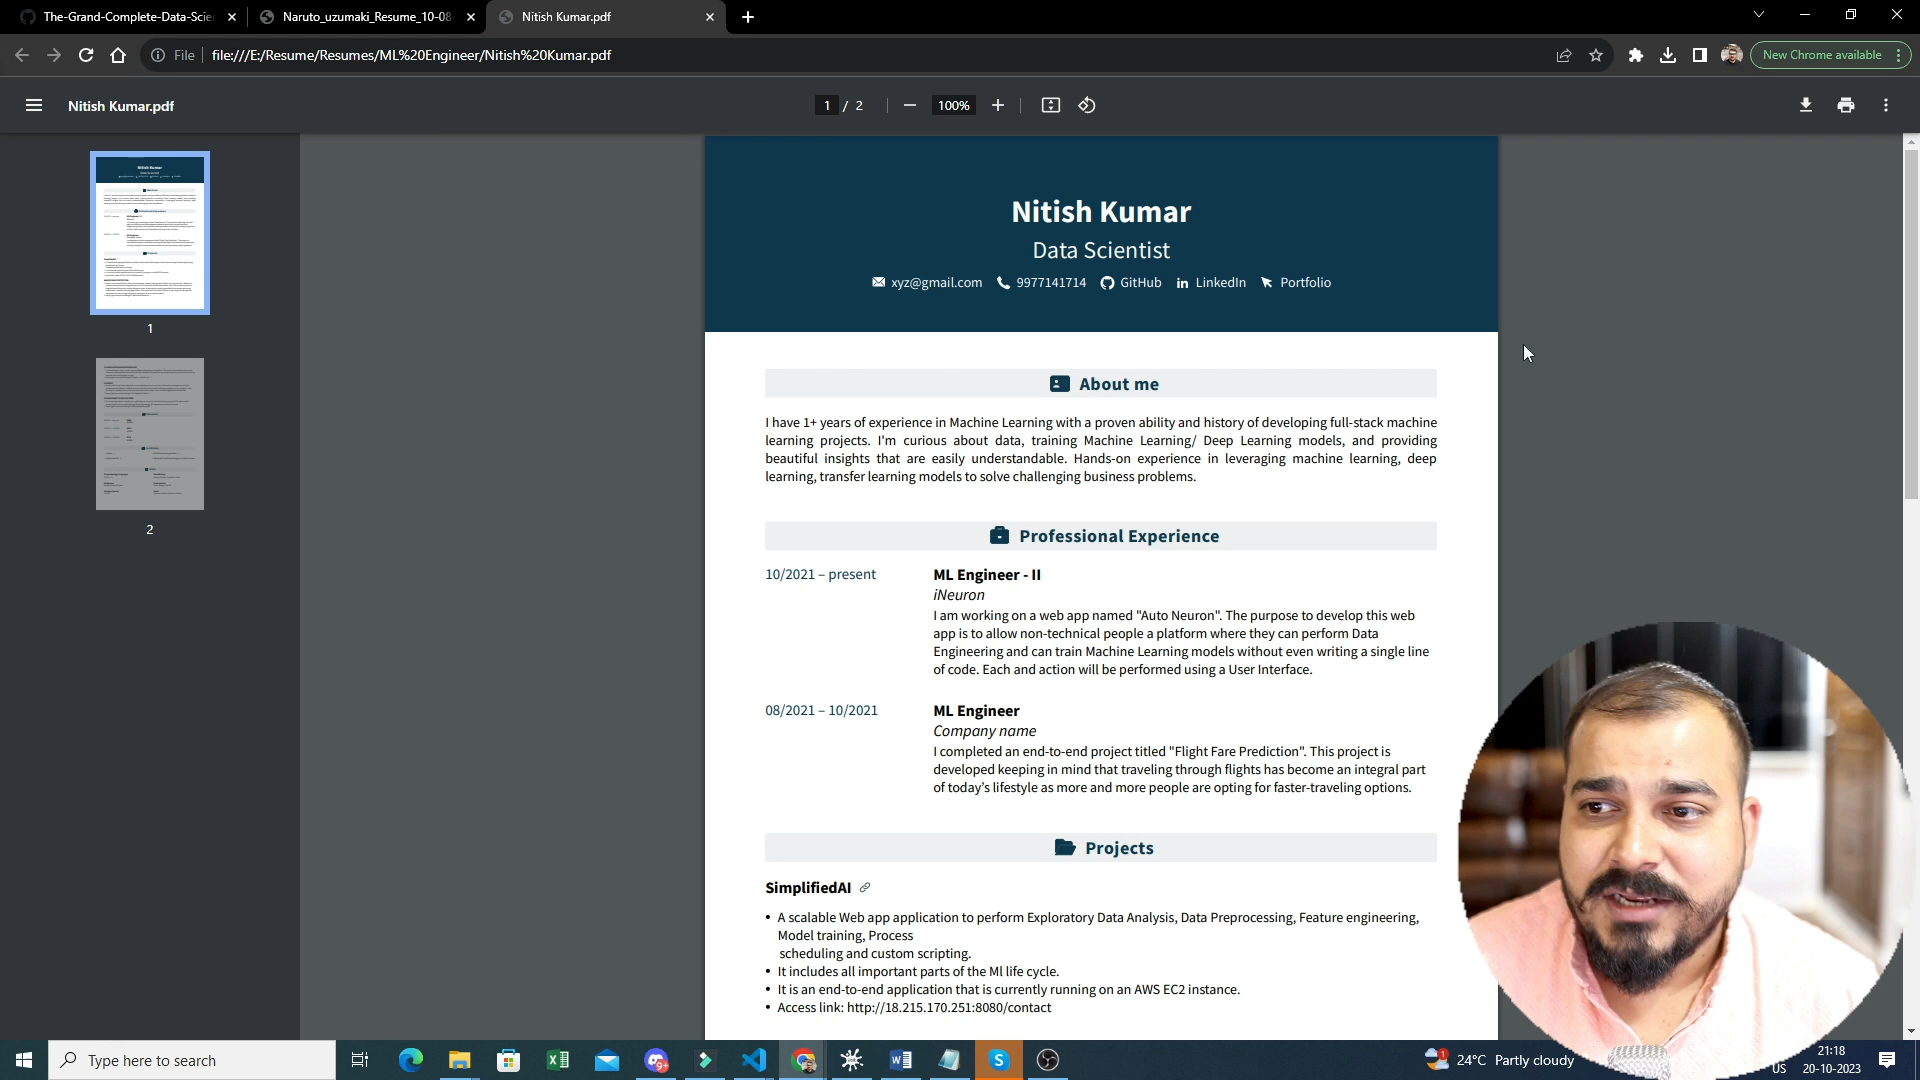 The-Grand-Complete-Data-Scie
Naruto_uzumaki_Resume_10-08
Nitish Kumar.pdf
File
file:///E:/Resume/Resumes/ML%20Engineer/Nitish%20Kumar.pdf
New Chrome available
Nitish Kumar.pdf
1 / 2
100%
1
2
Nitish Kumar
Data Scientist
xyz@gmail.com 9977141714 GitHub LinkedIn Portfolio
About me
I have 1+ years of experience in Machine Learning with a proven ability and history of developing full-stack machine
learning projects. I'm curious about data, training Machine Learning/ Deep Learning models, and providing
beautiful insights that are easily understandable. Hands-on experience in leveraging machine learning, deep
learning, transfer learning models to solve challenging business problems.
Professional Experience
10/2021 – present
ML Engineer - II
iNeuron
I am working on a web app named "Auto Neuron". The purpose to develop this web
app is to allow non-technical people a platform where they can perform Data
Engineering and can train Machine Learning models without even writing a single line
of code. Each and action will be performed using a User Interface.
08/2021 – 10/2021
ML Engineer
Company name
I completed an end-to-end project titled "Flight Fare Prediction". This project is
developed keeping in mind that traveling through flights has become an integral part
of today's lifestyle as more and more people are opting for faster-traveling options.
Projects
SimplifiedAI
• A scalable Web app application to perform Exploratory Data Analysis, Data Preprocessing, Feature engineering,
Model training, Process
scheduling and custom scripting.
• It includes all important parts of the Ml life cycle.
• It is an end-to-end application that is currently running on an AWS EC2 instance.
• Access link: http://18.215.170.251:8080/contact
Type here to search
9+
1
24°C Partly cloudy
US
21:18
20-10-2023